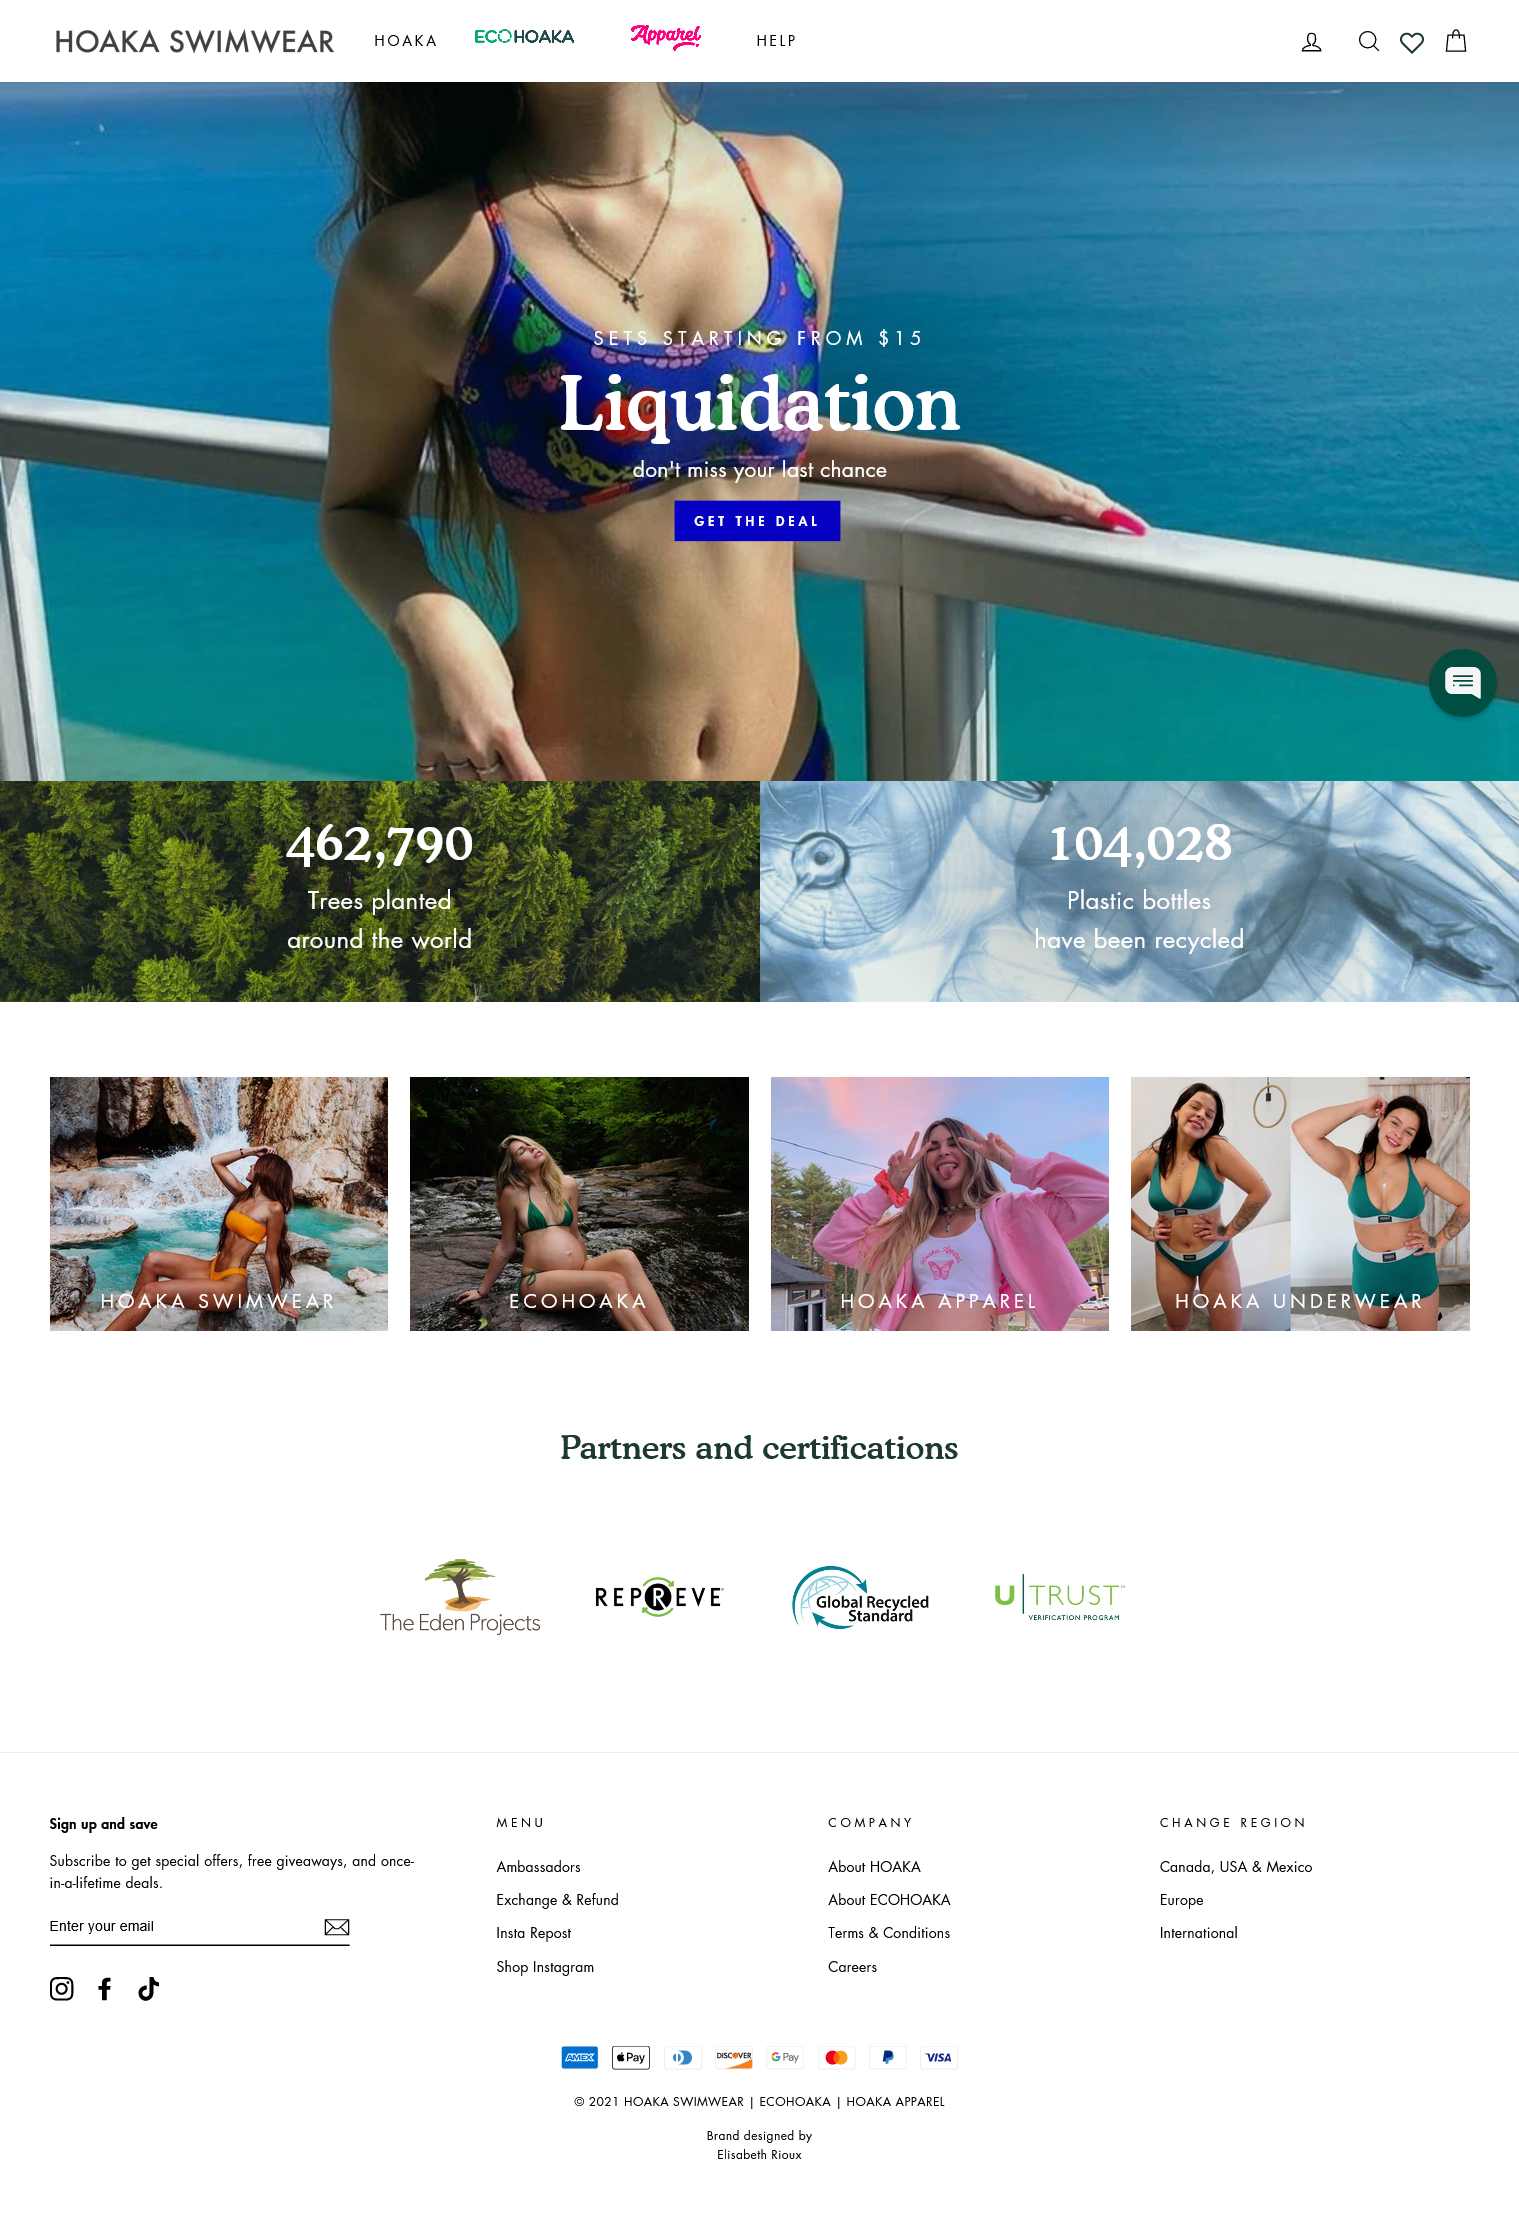 HOAKA SWIMWEAR
HOAKA
ECOHOAKA
Apparel
HELP
SETS STARTING FROM $15
Liquidation
don't miss your last chance
GET THE DEAL
462,790
Trees planted
around the world
104,028
Plastic bottles
have been recycled
HOAKA SWIMWEAR
ECOHOAKA
HOAKA APPAREL
HOAKA UNDERWEAR
Partners and certifications
The Eden Projects
REPREVE
Global Recycled
Standard
U TRUST™
VERIFICATION PROGRAM
Sign up and save
Subscribe to get special offers, free giveaways, and once-
in-a-lifetime deals.
Enter your email
MENU
Ambassadors
Exchange & Refund
Insta Repost
Shop Instagram
COMPANY
About HOAKA
About ECOHOAKA
Terms & Conditions
Careers
CHANGE REGION
Canada, USA & Mexico
Europe
International
AMEX
Pay
DISCOVER
G Pay
VISA
© 2021 HOAKA SWIMWEAR | ECOHOAKA | HOAKA APPAREL
Brand designed by
Elisabeth Rioux